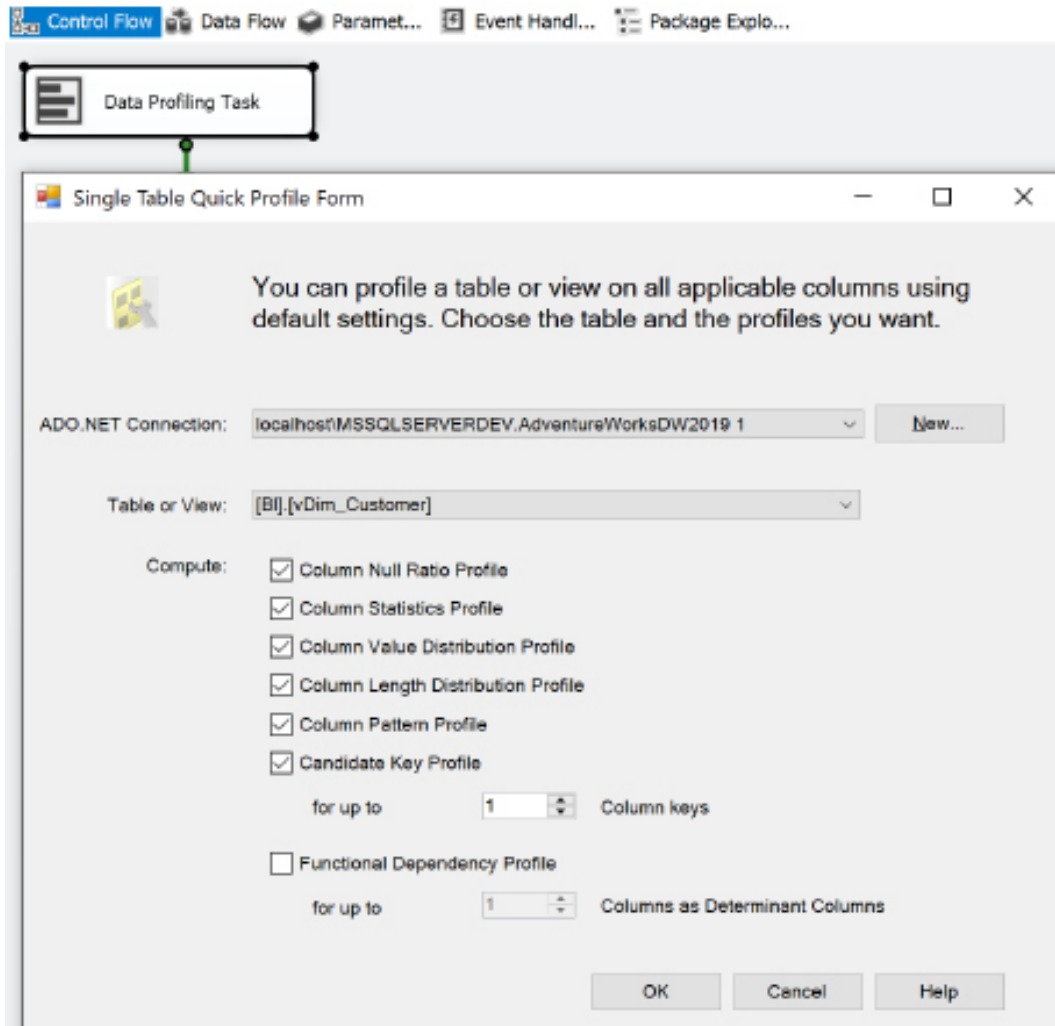 Control Flow Data Flow Paramet... Event Handl... Package Explo...
Data Profiling Task
Single Table Quick Profile Form
You can profile a table or view on all applicable columns using
default settings. Choose the table and the profiles you want.
ADO.NET Connection: localhost\MSSQLSERVERDEV.AdventureWorksDW2019 1 New...
Table or View: [BI].[vDim_Customer]
Compute: Column Null Ratio Profile
Column Statistics Profile
Column Value Distribution Profile
Column Length Distribution Profile
Column Pattern Profile
Candidate Key Profile
for up to 1 Column keys
Functional Dependency Profile
for up to 1 Columns as Determinant Columns
OK Cancel Help